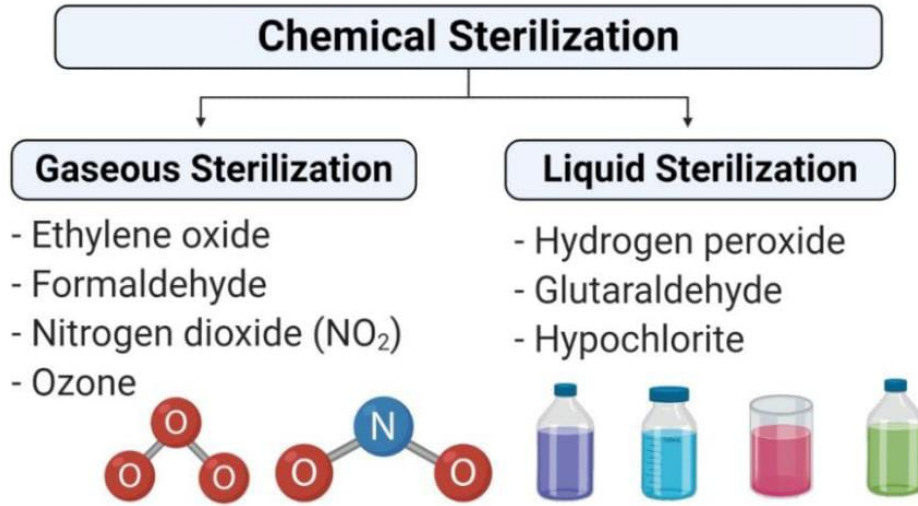 Chemical Sterilization
Gaseous Sterilization
- Ethylene oxide
- Formaldehyde
- Nitrogen dioxide (NO₂)
- Ozone
O
O
O
N
O
O
Liquid Sterilization
- Hydrogen peroxide
- Glutaraldehyde
- Hypochlorite